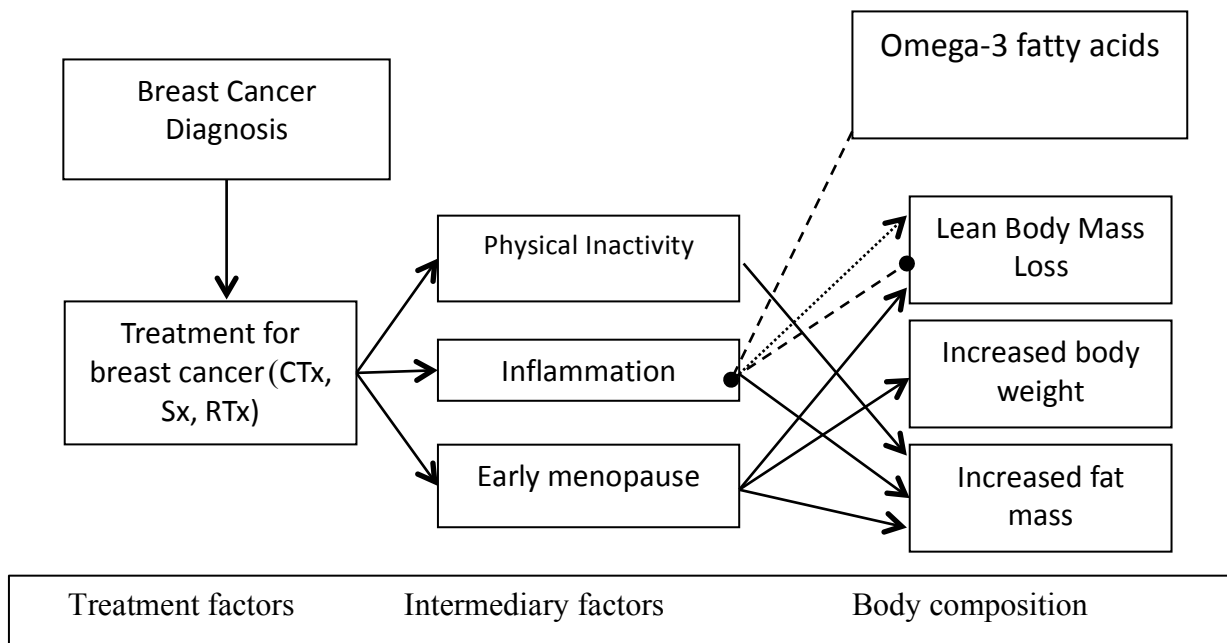 Omega-3 fatty acids
Breast Cancer
Diagnosis
Physical Inactivity
Lean Body Mass
Loss
Treatment for
breast cancer (CTx,
Sx, RTx)
Inflammation
Increased body
weight
Early menopause
Increased fat
mass
Treatment factors
Intermediary factors
Body composition